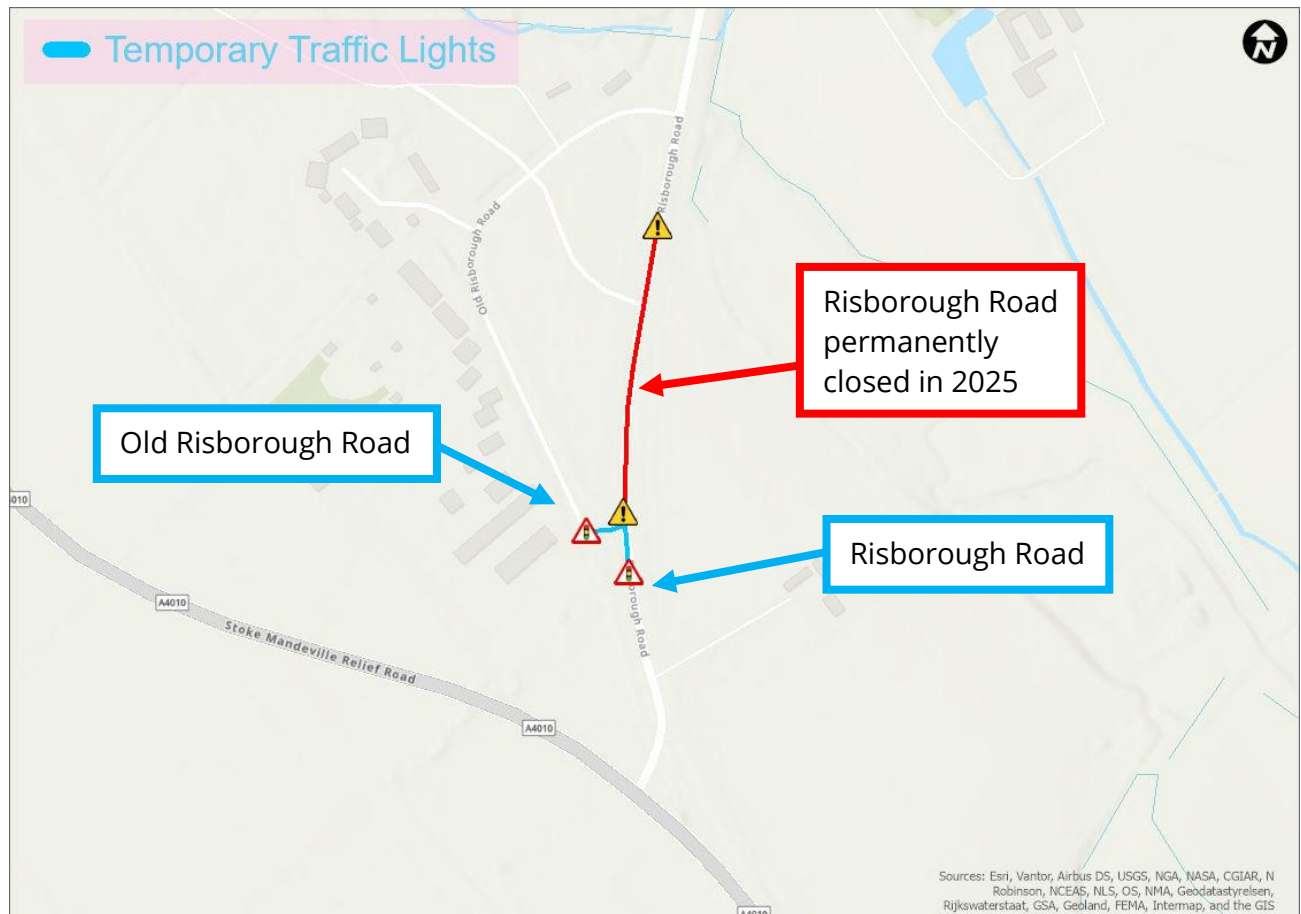 Temporary Traffic Lights
N
Risborough Road
Old Risborough Road
Risborough Road
permanently
closed in 2025
Old Risborough Road
Risborough Road
010
A4010
Stoke Mandeville Relief Road
borough Road
A4010
A4010
Sources: Esri, Vantor, Airbus DS, USGS, NGA, NASA, CGIAR, N
Robinson, NCEAS, NLS, OS, NMA, Geodatastyrelsen,
Rijkswaterstaat, GSA, Geoland, FEMA, Intermap, and the GIS